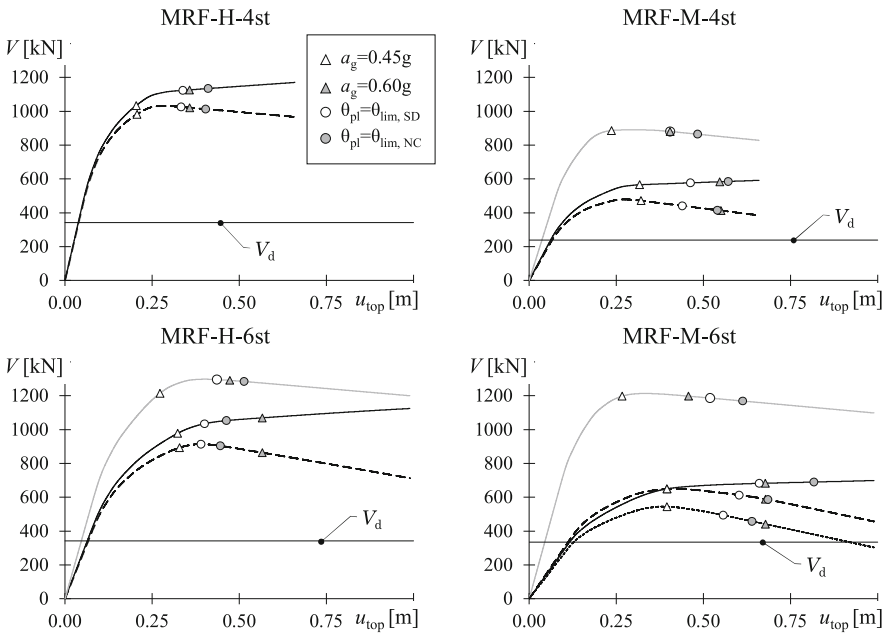 MRF-H-4st
V [kN]
1200
1000
800
600
400
200
0
0.00 0.25 0.50 0.75 u_top [m]
V_d
a_g=0.45g
a_g=0.60g
θ_pl=θ_lim, SD
θ_pl=θ_lim, NC
MRF-M-4st
V [kN]
1200
1000
800
600
400
200
0
0.00 0.25 0.50 0.75 u_top [m]
V_d
MRF-H-6st
V [kN]
1200
1000
800
600
400
200
0
0.00 0.25 0.50 0.75 u_top [m]
V_d
MRF-M-6st
V [kN]
1200
1000
800
600
400
200
0
0.00 0.25 0.50 0.75 u_top [m]
V_d